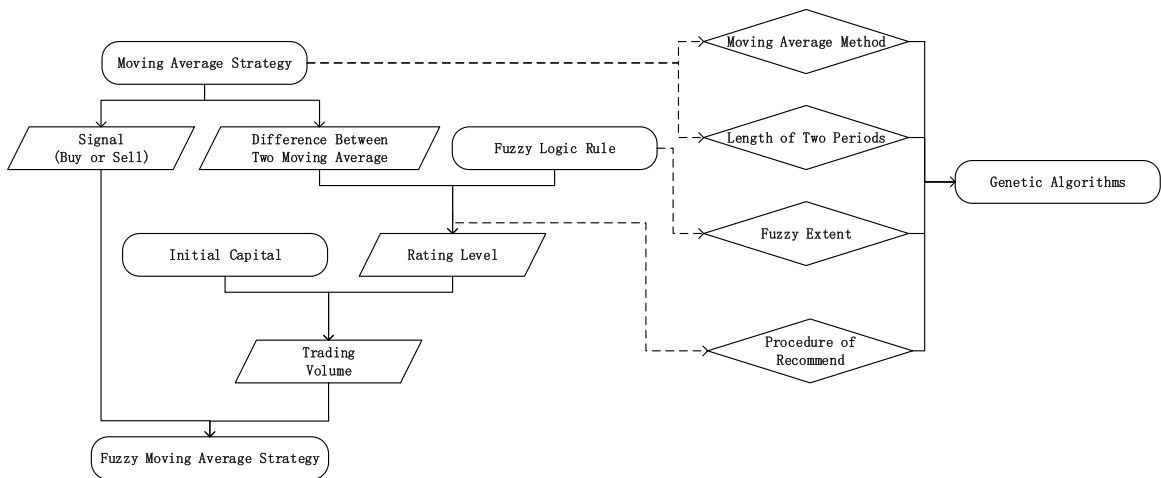 Moving Average Method
Moving Average Strategy
Signal
(Buy or Sell)
Difference Between
Two Moving Average
Fuzzy Logic Rule
Length of Two Periods
Genetic Algorithms
Initial Capital
Rating Level
Fuzzy Extent
Trading
Volume
Procedure of
Recommend
Fuzzy Moving Average Strategy